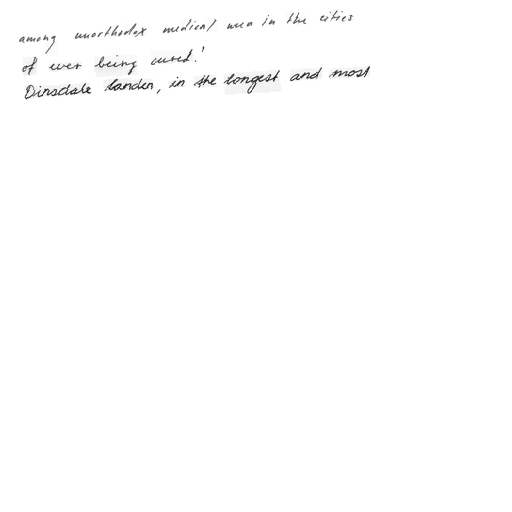 among unorthodox medical men in the cities
of ever being cured.'
Dinsdale Landen, in the longest and most